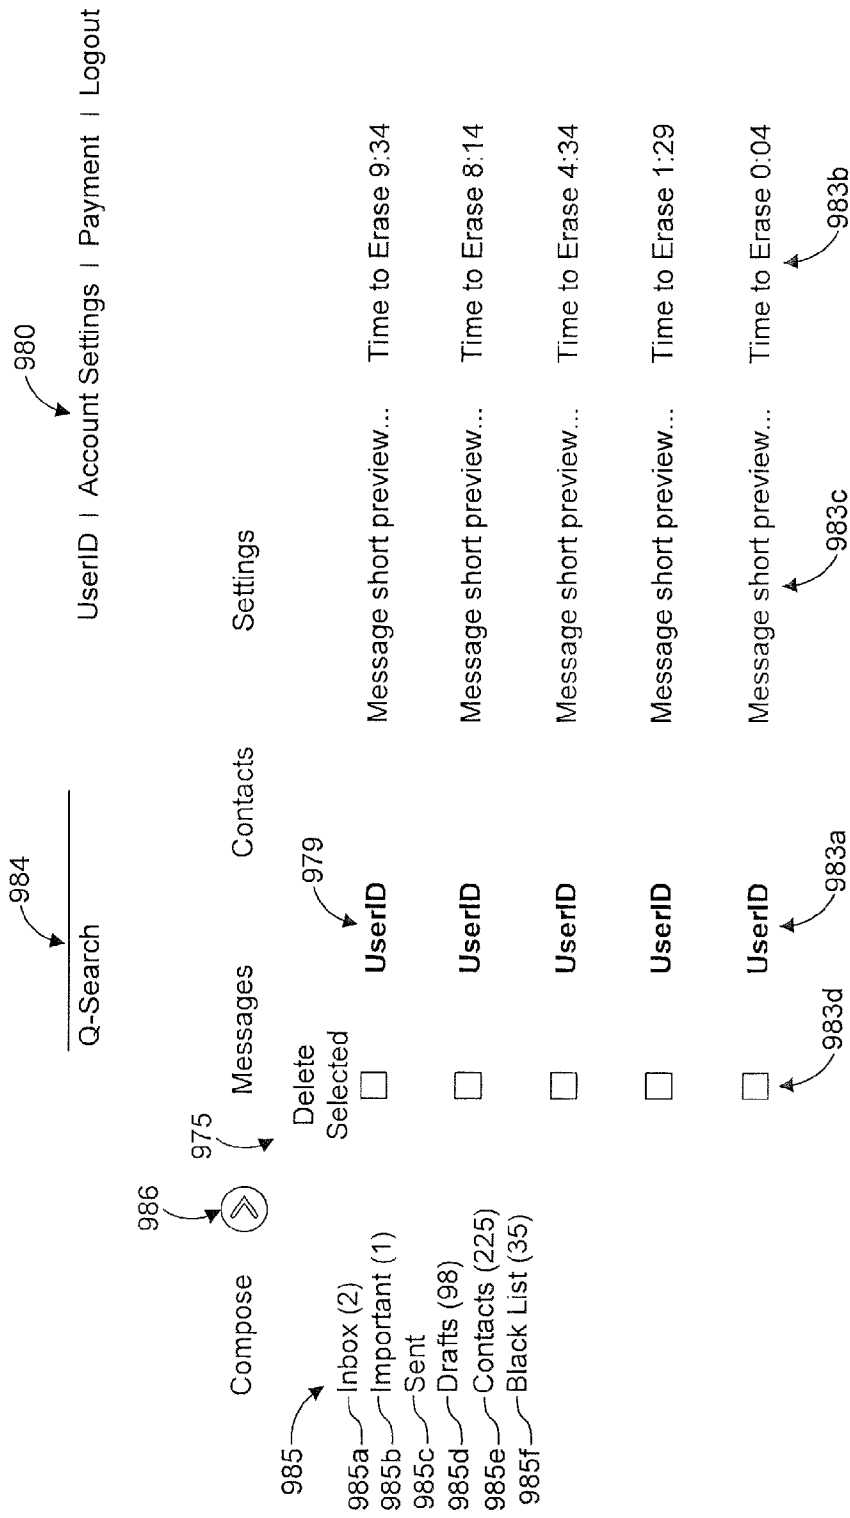 984
980
Q-Search
UserID | Account Settings | Payment | Logout
986
975
Compose
Messages
Contacts
Settings
985
Delete
Selected
979
985a Inbox (2)
985b Important (1)
985c Sent
985d Drafts (98)
985e Contacts (225)
985f Black List (35)
UserID Message short preview... Time to Erase 9:34
UserID Message short preview... Time to Erase 8:14
UserID Message short preview... Time to Erase 4:34
UserID Message short preview... Time to Erase 1:29
UserID Message short preview... Time to Erase 0:04
983d
983a
983c
983b